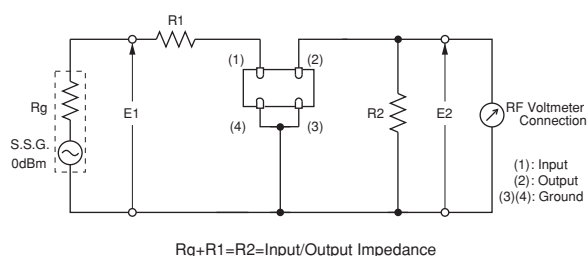 R1
(1)
(2)
Rg
E1
R2
E2
RF Voltmeter
Connection
S.S.G.
0dBm
(4)
(3)
(1): Input
(2): Output
(3)(4): Ground
Rg+R1=R2=Input/Output Impedance